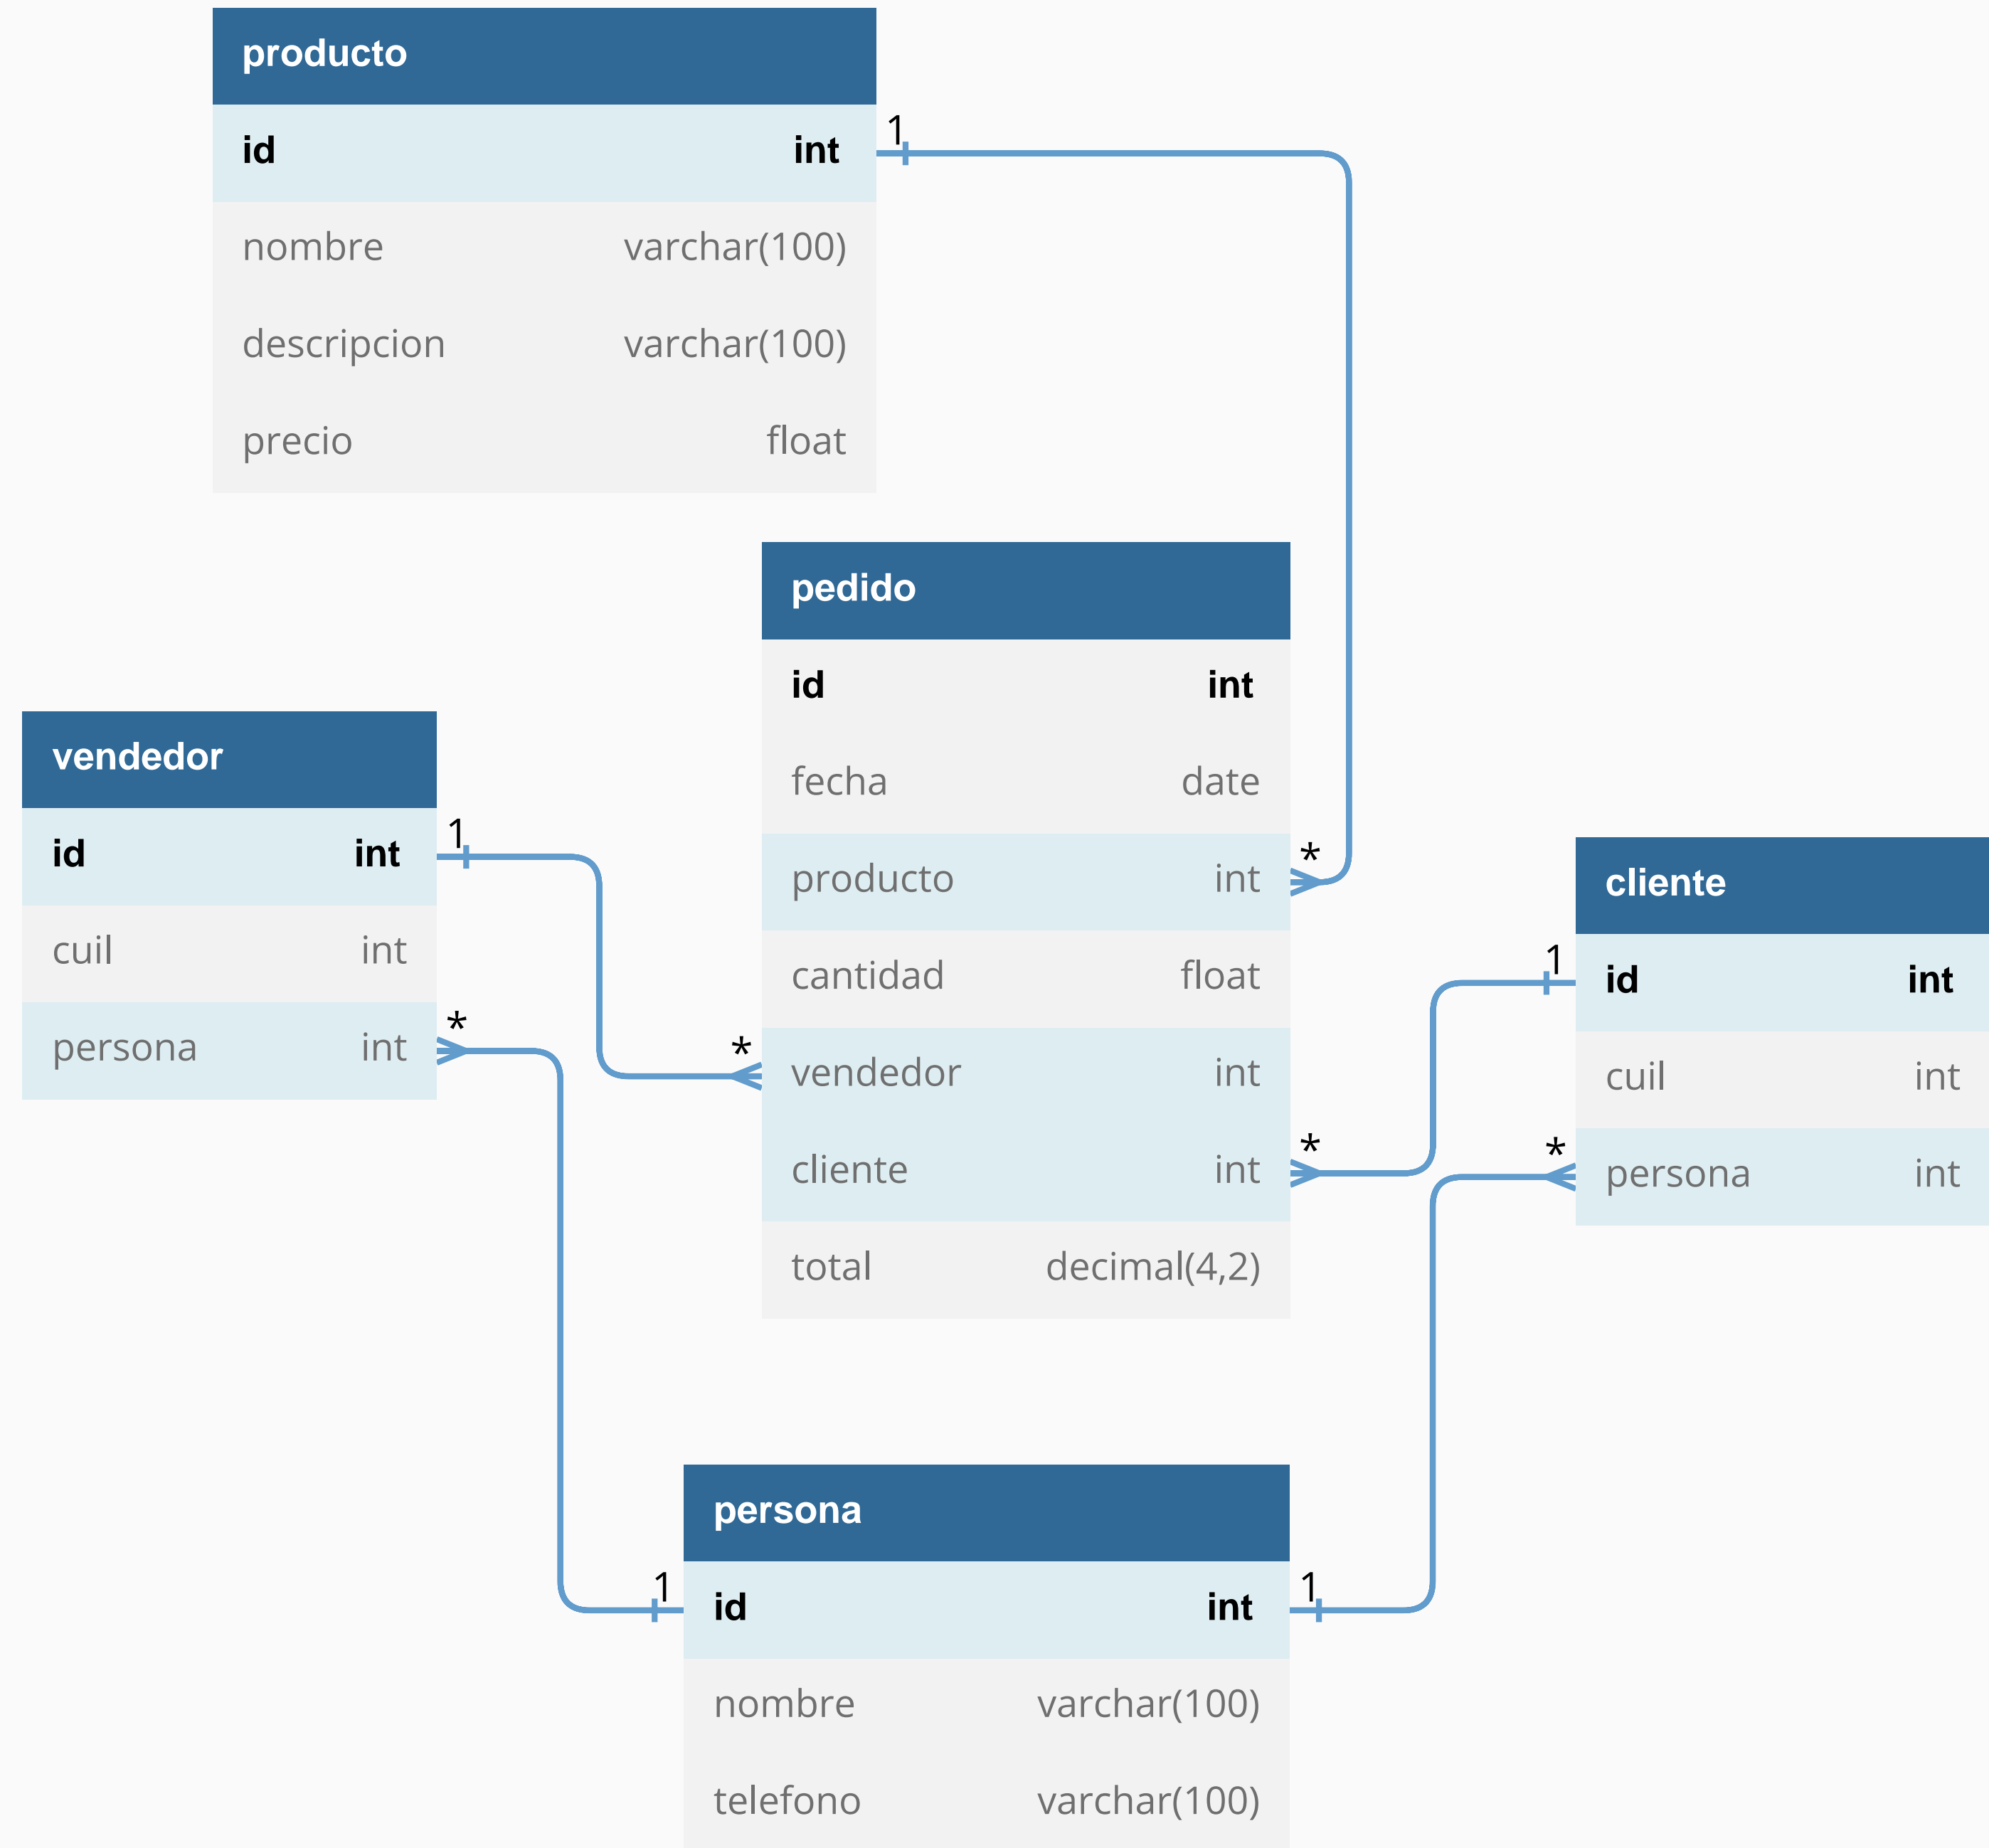 producto
id int
nombre varchar(100)
descripcion varchar(100)
precio float
1
pedido
id int
fecha date
producto int
cantidad float
vendedor int
cliente int
total decimal(4,2)
*
*
*
vendedor
id int
cuil int
persona int
1
*
cliente
id int
cuil int
persona int
1
*
persona
id int
nombre varchar(100)
telefono varchar(100)
1
1